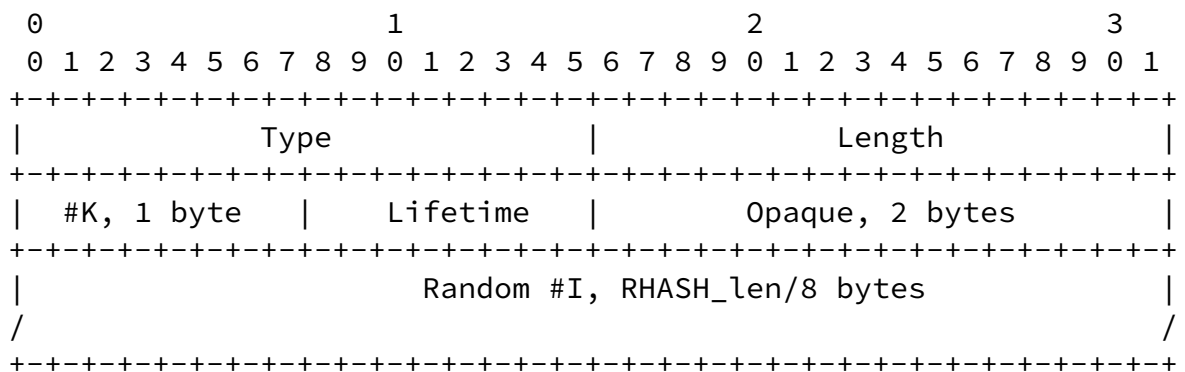 0                   1                   2                   3
0 1 2 3 4 5 6 7 8 9 0 1 2 3 4 5 6 7 8 9 0 1 2 3 4 5 6 7 8 9 0 1
+-+-+-+-+-+-+-+-+-+-+-+-+-+-+-+-+-+-+-+-+-+-+-+-+-+-+-+-+-+-+-+-+
|             Type              |             Length            |
+-+-+-+-+-+-+-+-+-+-+-+-+-+-+-+-+-+-+-+-+-+-+-+-+-+-+-+-+-+-+-+-+
|  #K, 1 byte   |    Lifetime   |        Opaque, 2 bytes        |
+-+-+-+-+-+-+-+-+-+-+-+-+-+-+-+-+-+-+-+-+-+-+-+-+-+-+-+-+-+-+-+-+
|                      Random #I, RHASH_len/8 bytes             |
/                                                               /
+-+-+-+-+-+-+-+-+-+-+-+-+-+-+-+-+-+-+-+-+-+-+-+-+-+-+-+-+-+-+-+-+